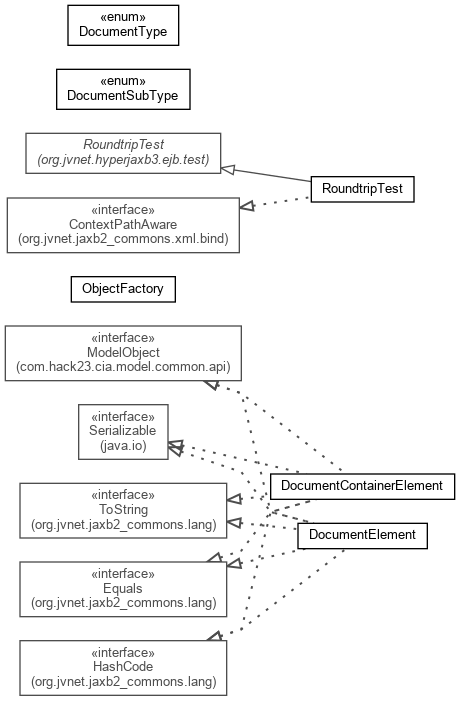 «enum»
DocumentType
«enum»
DocumentSubType
RoundtripTest
(org.jvnet.hyperjaxb3.ejb.test)
RoundtripTest
«interface»
ContextPathAware
(org.jvnet.jaxb2_commons.xml.bind)
ObjectFactory
«interface»
ModelObject
(com.hack23.cia.model.common.api)
«interface»
Serializable
(java.io)
DocumentContainerElement
«interface»
ToString
(org.jvnet.jaxb2_commons.lang)
DocumentElement
«interface»
Equals
(org.jvnet.jaxb2_commons.lang)
«interface»
HashCode
(org.jvnet.jaxb2_commons.lang)